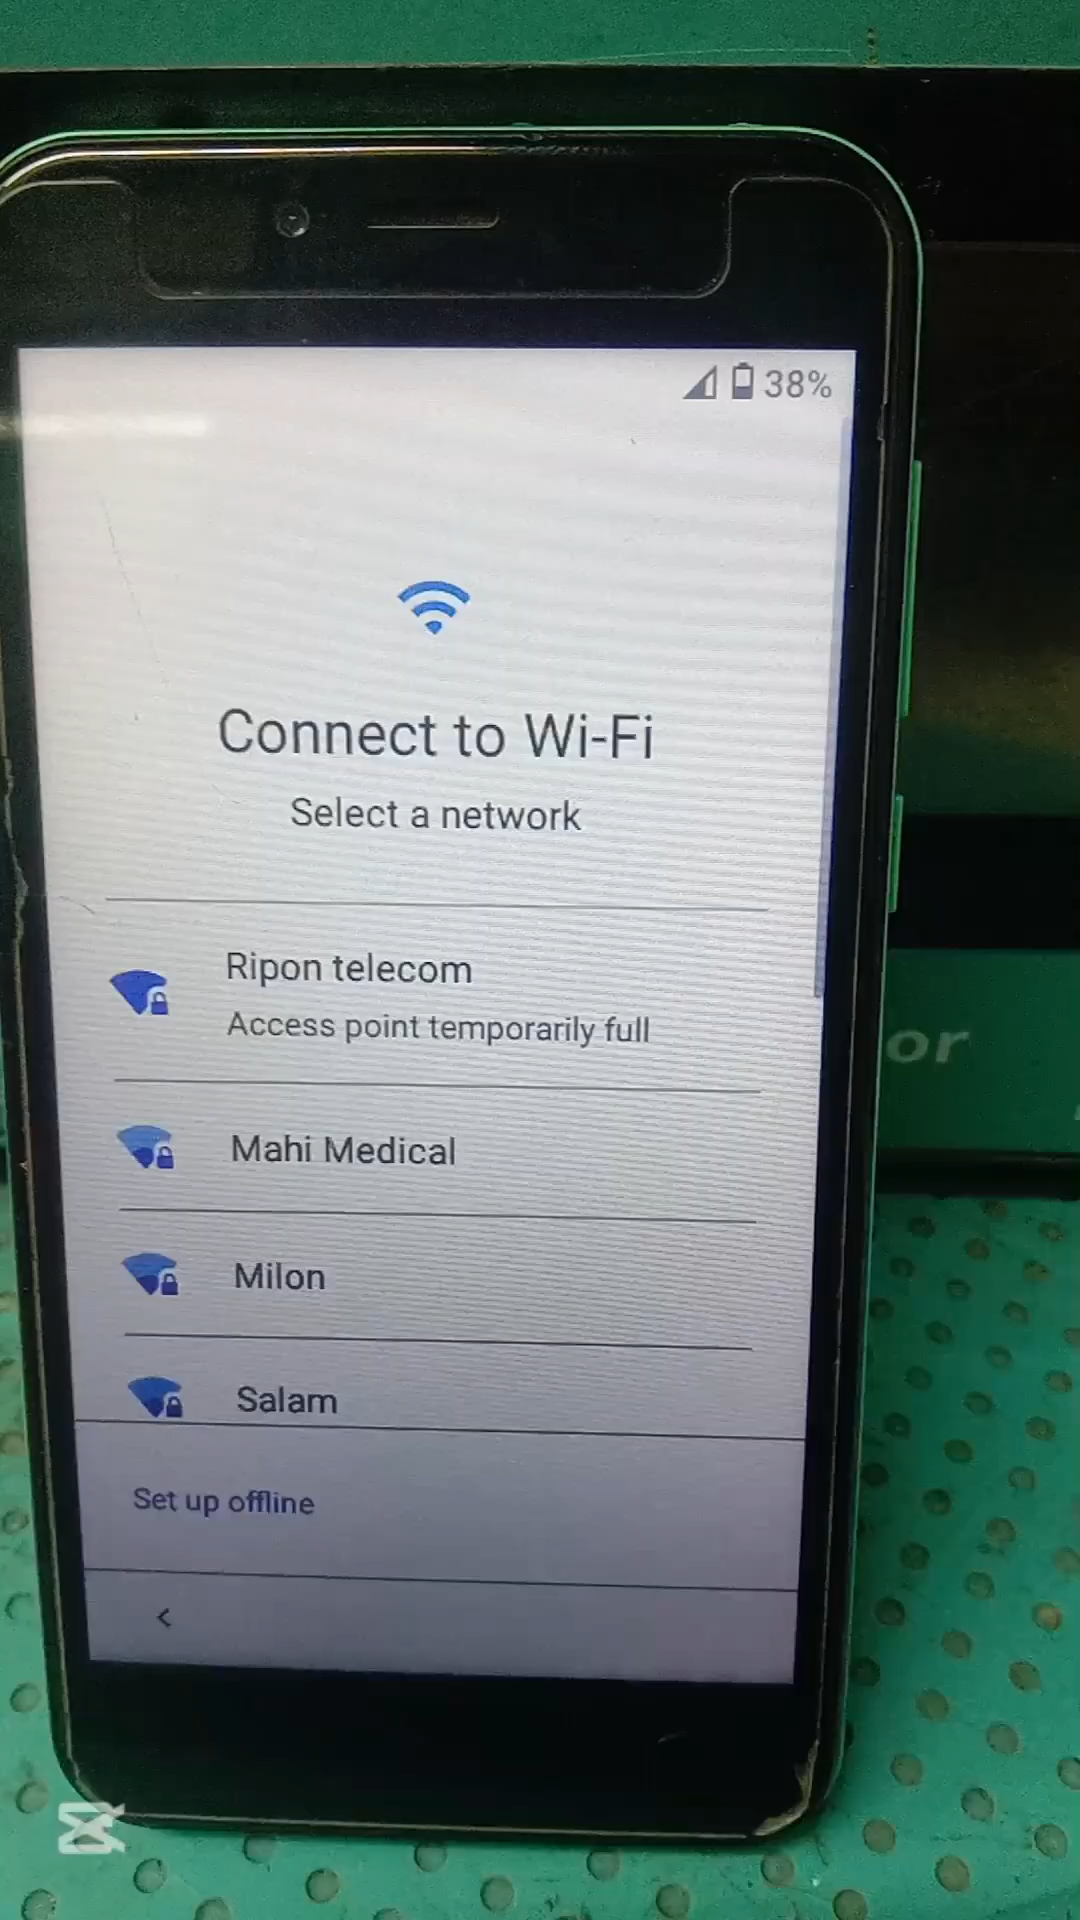 38%
Connect to Wi-Fi
Select a network
Ripon telecom
Access point temporarily full
or
Mahi Medical
Milon
Salam
Set up offline